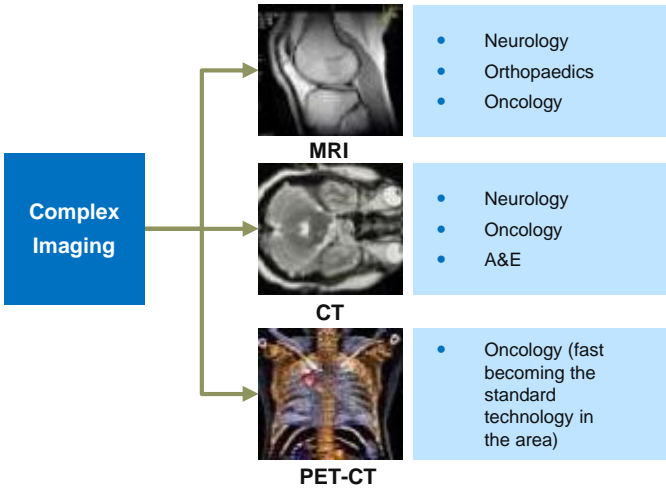 Complex
Imaging
MRI
• Neurology
• Orthopaedics
• Oncology
CT
• Neurology
• Oncology
• A&E
PET-CT
• Oncology (fast
becoming the
standard
technology in
the area)